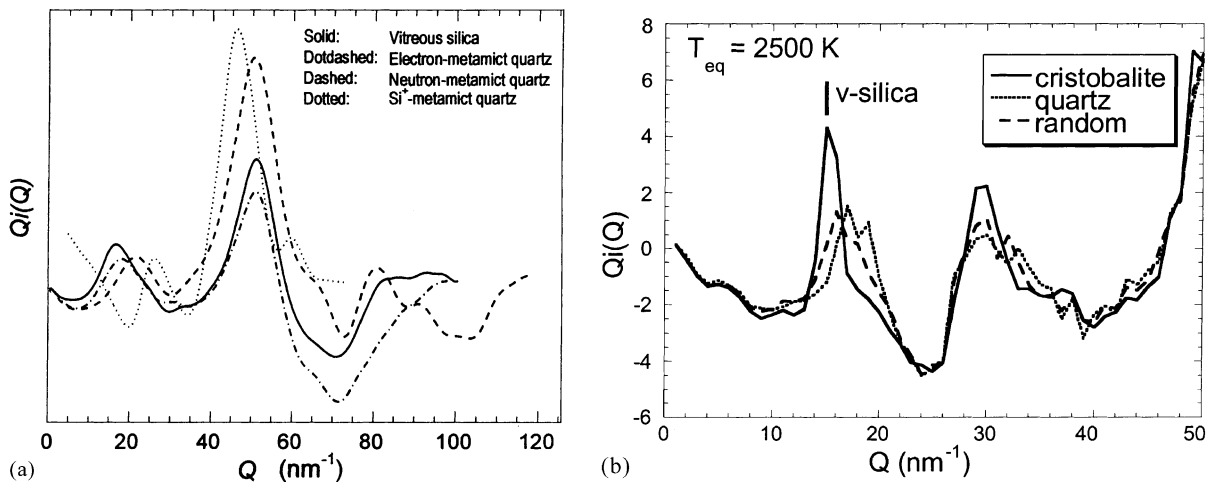 Solid: Vitreous silica
Dotdashed: Electron-metamict quartz
Dashed: Neutron-metamict quartz
Dotted: Si⁺-metamict quartz
Qi(Q)
0 20 40 60 80 100 120
(a) Q (nm⁻¹)
T_eq = 2500 K
v-silica
cristobalite
quartz
random
Qi(Q)
8
6
4
2
0
-2
-4
-6
0 10 20 30 40 50
(b) Q (nm⁻¹)